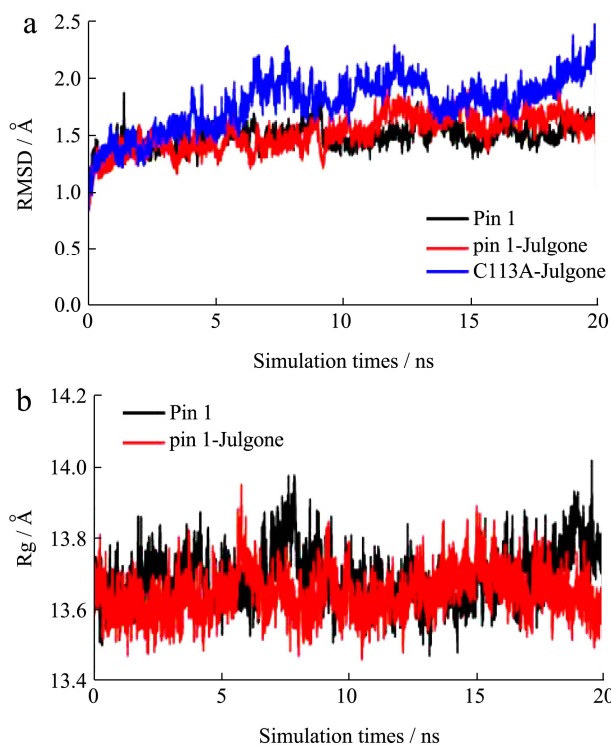 a
2.5
2.0
1.5
1.0
0.5
0.0
RMSD / Å
Pin 1
pin 1-Julgone
C113A-Julgone
0 5 10 15 20
Simulation times / ns
b
14.2
14.0
13.8
13.6
13.4
Rg / Å
Pin 1
pin 1-Julgone
0 5 10 15 20
Simulation times / ns